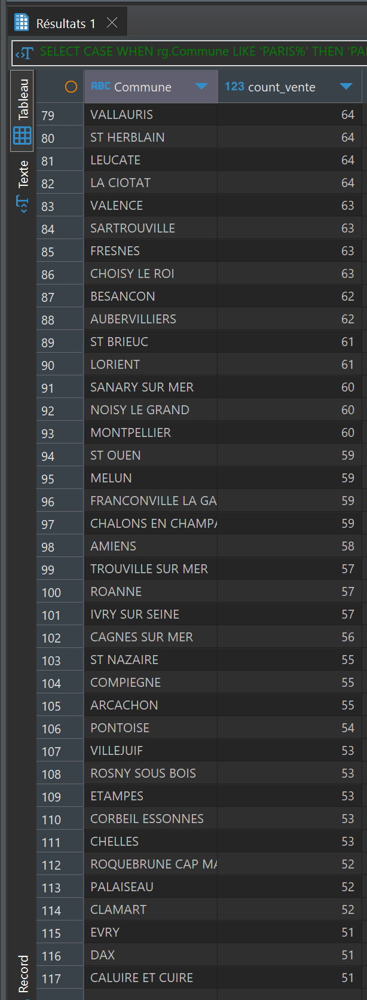 Résultats 1
SELECT CASE WHEN rg.Commune LIKE 'PARIS%' THEN 'PA
Tableau
Texte
Record
ABC Commune 123 count_vente
79 VALLAURIS 64
80 ST HERBLAIN 64
81 LEUCATE 64
82 LA CIOTAT 64
83 VALENCE 63
84 SARTROUVILLE 63
85 FRESNES 63
86 CHOISY LE ROI 63
87 BESANCON 62
88 AUBERVILLIERS 62
89 ST BRIEUC 61
90 LORIENT 61
91 SANARY SUR MER 60
92 NOISY LE GRAND 60
93 MONTPELLIER 60
94 ST OUEN 59
95 MELUN 59
96 FRANCONVILLE LA GA 59
97 CHALONS EN CHAMPA 59
98 AMIENS 58
99 TROUVILLE SUR MER 57
100 ROANNE 57
101 IVRY SUR SEINE 57
102 CAGNES SUR MER 56
103 ST NAZAIRE 55
104 COMPIEGNE 55
105 ARCACHON 55
106 PONTOISE 54
107 VILLEJUIF 53
108 ROSNY SOUS BOIS 53
109 ETAMPES 53
110 CORBEIL ESSONNES 53
111 CHELLES 53
112 ROQUEBRUNE CAP MA 52
113 PALAISEAU 52
114 CLAMART 52
115 EVRY 51
116 DAX 51
117 CALUIRE ET CUIRE 51